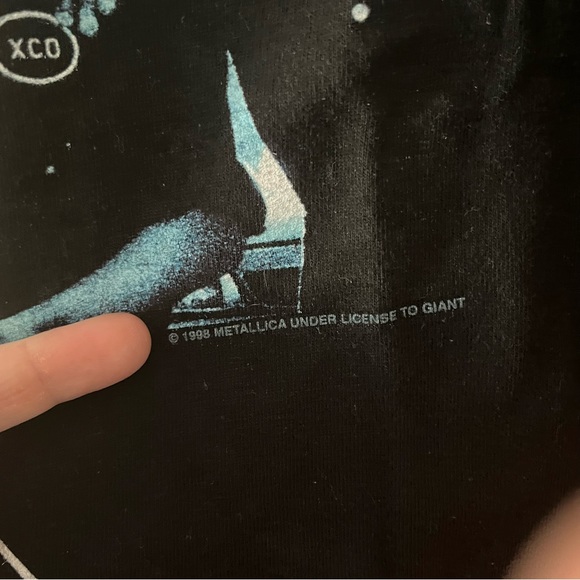 X.C.O
© 1998 METALLICA UNDER LICENSE TO GIANT